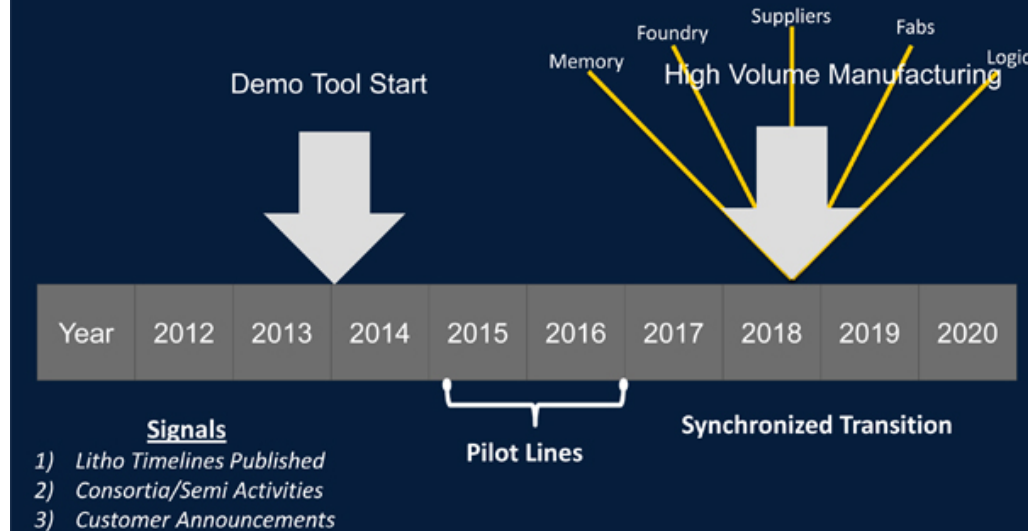 Suppliers
Foundry
Fabs
Memory
High Volume Manufacturing
Logic
Demo Tool Start
Year 2012 2013 2014 2015 2016 2017 2018 2019 2020
Signals
1) Litho Timelines Published
2) Consortia/Semi Activities
3) Customer Announcements
Pilot Lines
Synchronized Transition